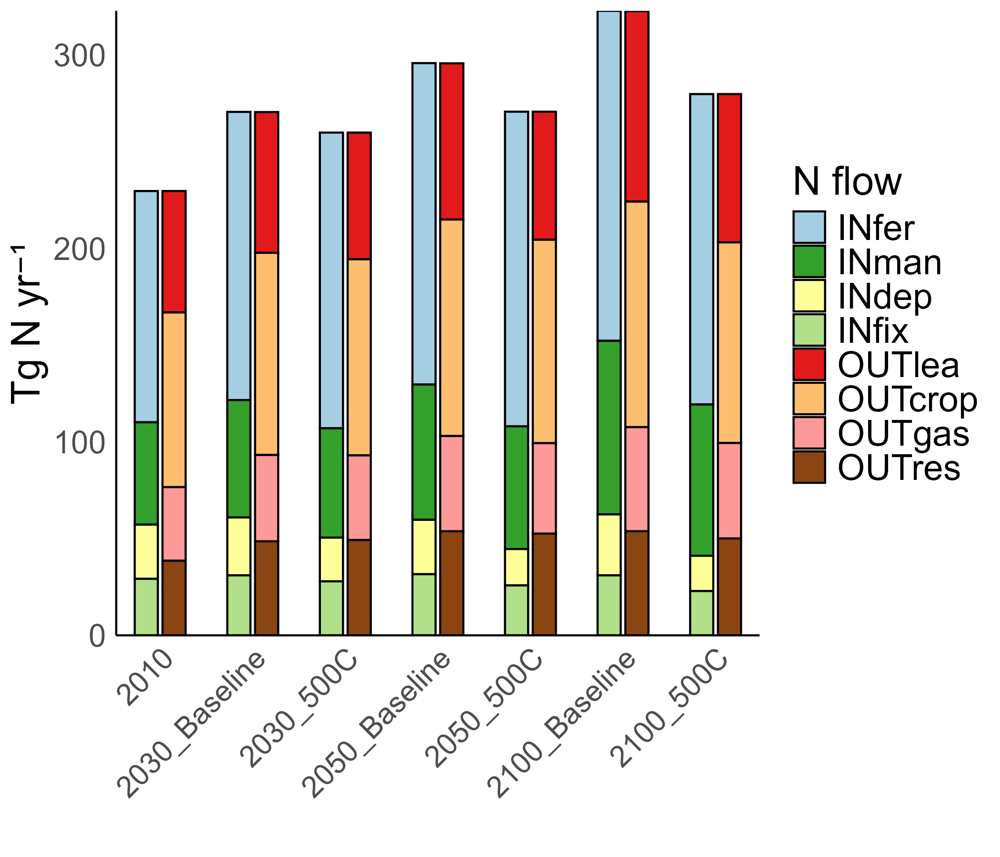 Tg N yr⁻¹
300
200
100
0
2010
2030_Baseline
2030_500C
2050_Baseline
2050_500C
2100_Baseline
2100_500C
N flow
INfer
INman
INdep
INfix
OUTlea
OUTcrop
OUTgas
OUTres